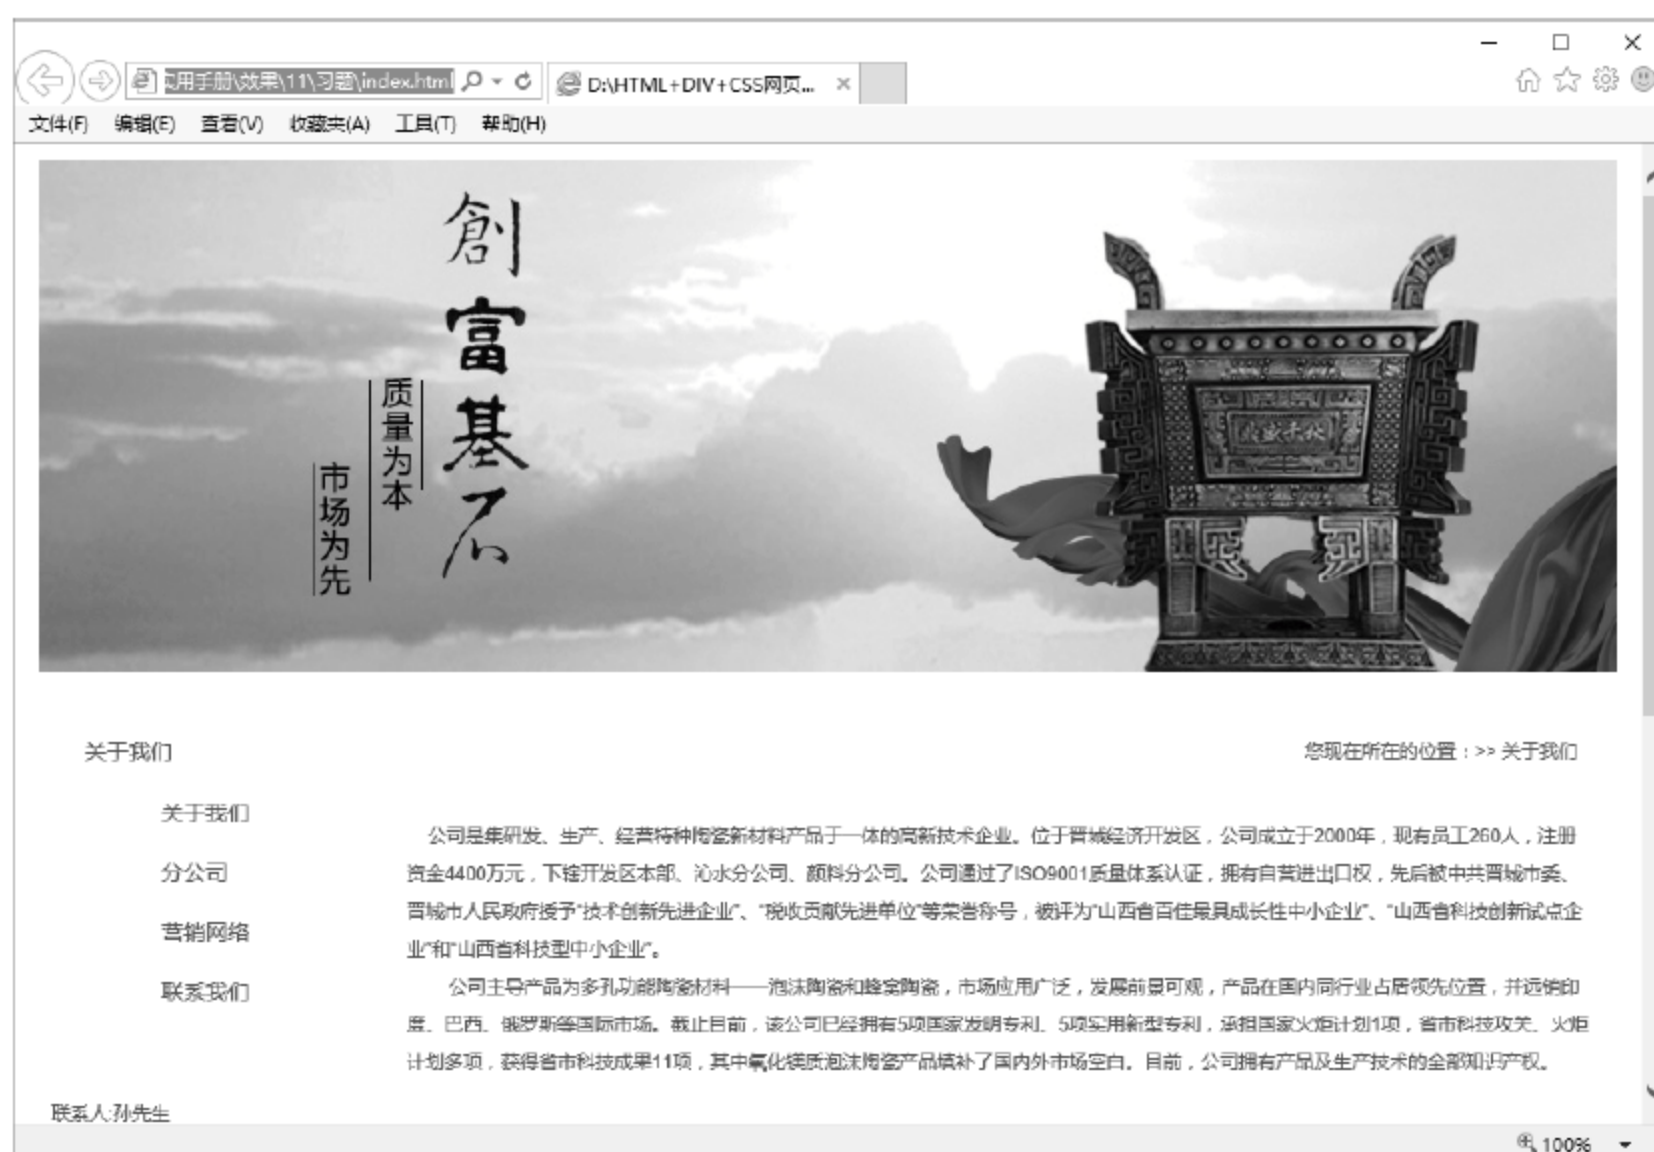 实用手册\效果\11\习题\index.html
D:\HTML+DIV+CSS网页...
文件(F) 编辑(E) 查看(V) 收藏夹(A) 工具(T) 帮助(H)
創富基石
质量为本
市场为先
关于我们
您现在所在的位置：>> 关于我们
关于我们
分公司
营销网络
联系我们
公司是集研发、生产、经营特种陶瓷新材料产品于一体的高新技术企业。位于晋城经济开发区，公司成立于2000年，现有员工260人，注册
资金4400万元，下辖开发区本部、沁水分公司、颜料分公司。公司通过了ISO9001质量体系认证，拥有自营进出口权，先后被中共晋城市委、
晋城市人民政府授予“技术创新先进企业”、“税收贡献先进单位”等荣誉称号，被评为“山西省百佳最具成长性中小企业”、“山西省科技创新试点企
业”和“山西省科技型中小企业”。
公司主导产品为多孔功能陶瓷材料——泡沫陶瓷和蜂窝陶瓷，市场应用广泛，发展前景可观，产品在国内同行业占居领先位置，并远销印
度、巴西、俄罗斯等国际市场。截止目前，该公司已经拥有5项国家发明专利、5项实用新型专利，承担国家火炬计划1项，省市科技攻关、火炬
计划多项，获得省市科技成果11项，其中氧化镁质泡沫陶瓷产品填补了国内外市场空白。目前，公司拥有产品及生产技术的全部知识产权。
联系人:孙先生
100%